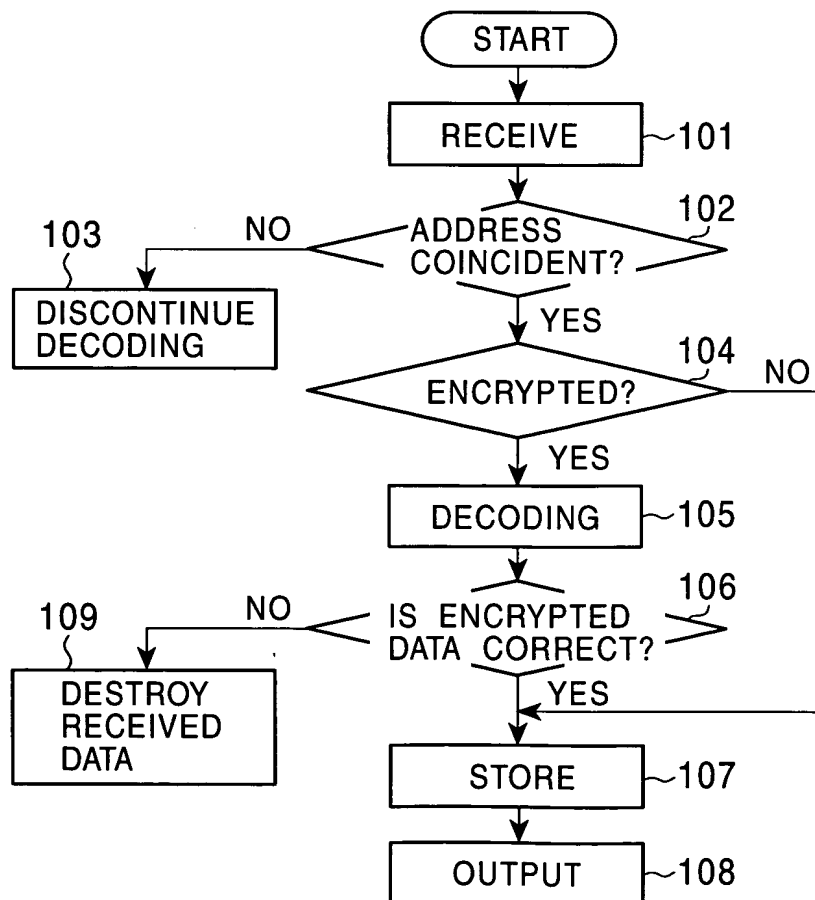 START
RECEIVE
101
102
ADDRESS
COINCIDENT?
NO
103
DISCONTINUE
DECODING
YES
104
ENCRYPTED?
NO
YES
DECODING
105
106
IS ENCRYPTED
DATA CORRECT?
NO
109
DESTROY
RECEIVED
DATA
YES
STORE
107
OUTPUT
108